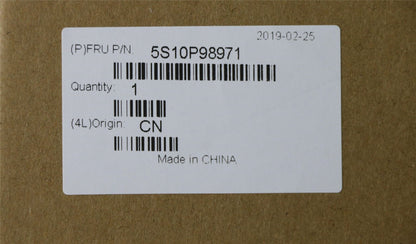 2019-02-25
(P)FRU P/N: 5S10P98971
Quantity: 1
(4L)Origin: CN
Made in CHINA